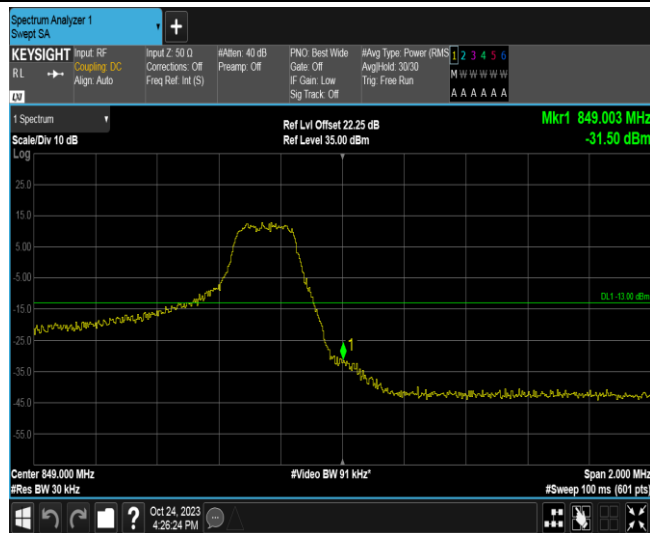 Spectrum Analyzer 1
Swept SA
KEYSIGHT
RL
LXI
Input: RF
Coupling: DC
Align: Auto
Input Z: 50 Ω
Corrections: Off
Freq Ref: Int (S)
#Atten: 40 dB
Preamp: Off
PNO: Best Wide
Gate: Off
IF Gain: Low
Sig Track: Off
#Avg Type: Power (RMS
Avg|Hold: 30/30
Trig: Free Run
1 2 3 4 5 6
M W W W W W
A A A A A A
1 Spectrum
Scale/Div 10 dB
Log
Ref Lvl Offset 22.25 dB
Ref Level 35.00 dBm
Mkr1 849.003 MHz
-31.50 dBm
25.0
15.0
5.00
-5.00
DL1 -13.00 dBm
-15.0
-25.0
1
-35.0
-45.0
-55.0
Center 849.000 MHz
#Video BW 91 kHz*
Span 2.000 MHz
#Res BW 30 kHz
#Sweep 100 ms (601 pts)
?
Oct 24, 2023
4:26:24 PM